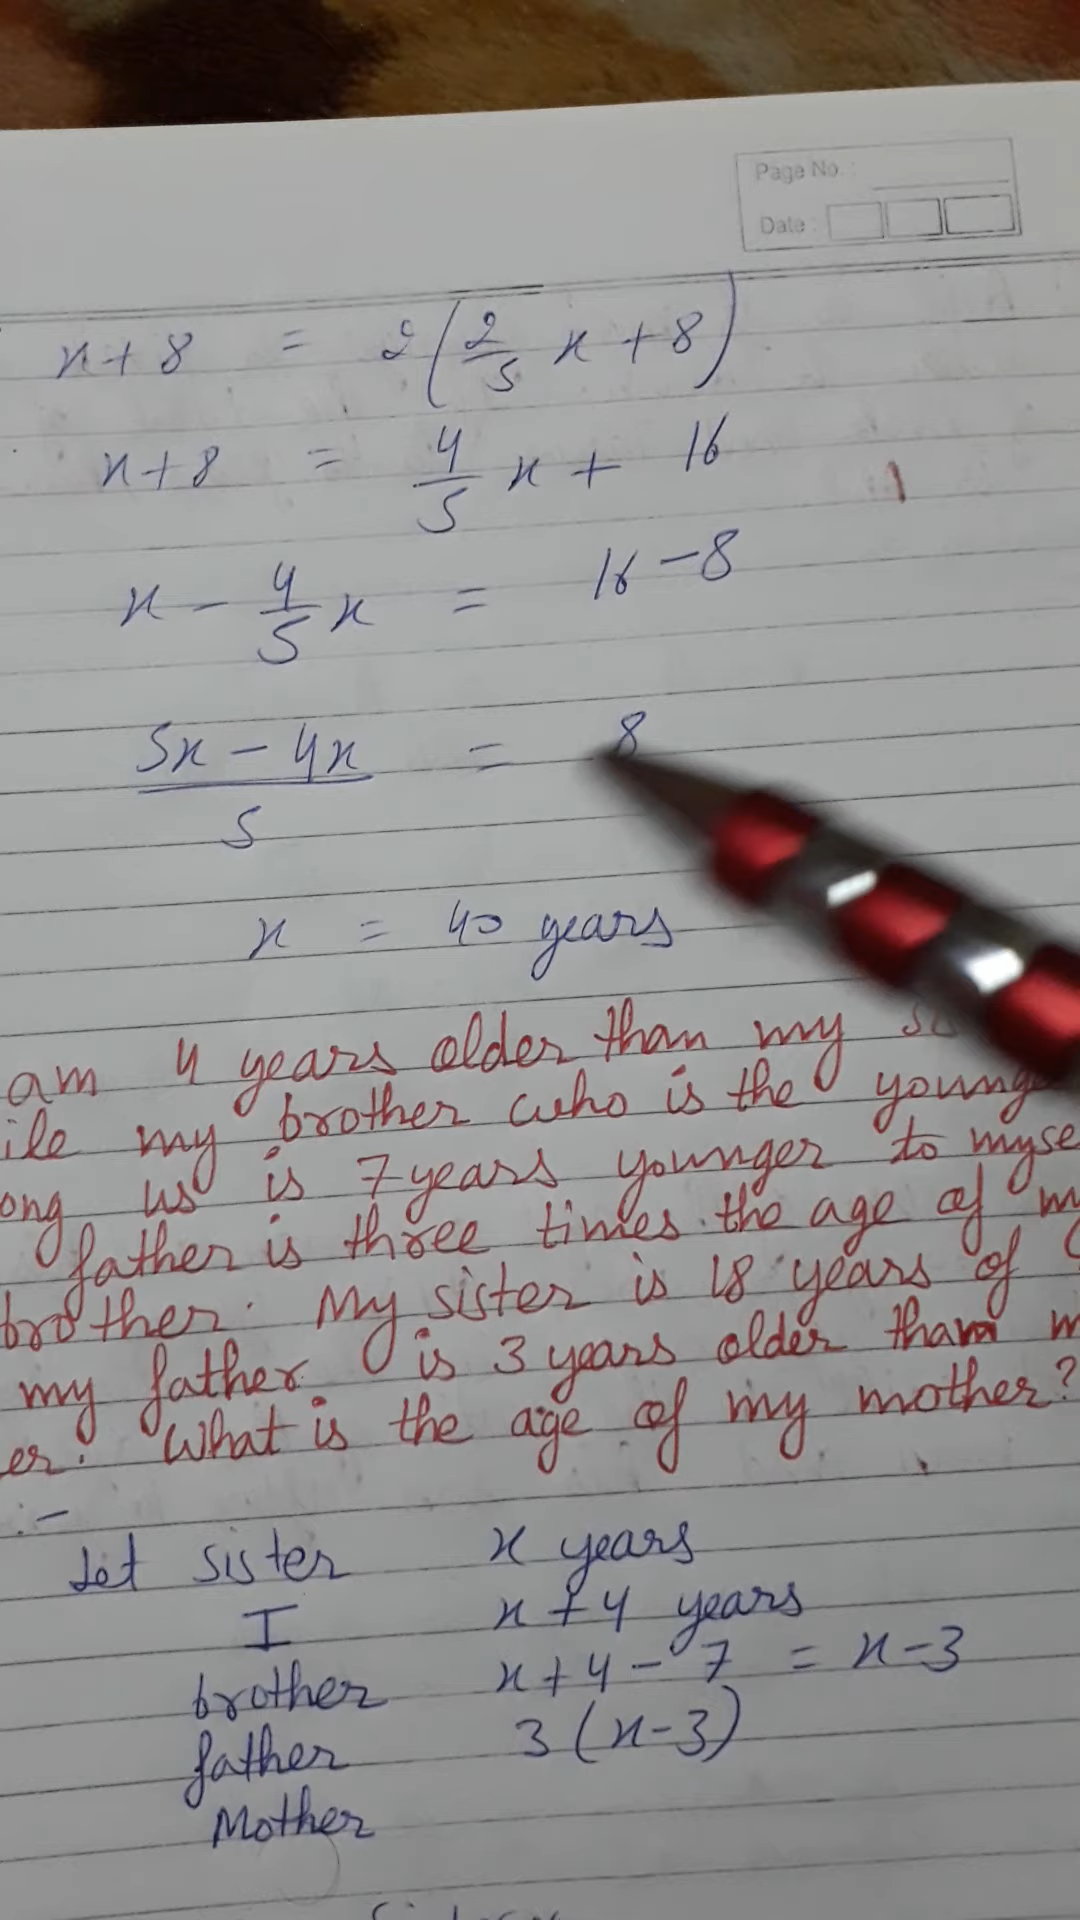 Page No. :
Date :
x + 8 = 2 ( 2/5 x + 8 )
x + 8 = 4/5 x + 16
x - 4/5 x = 16 - 8
5x - 4x / 5 = 8
x = 40 years
am 4 years older than my
ile my brother who is the young
ong us is 7 years younger to myse
father is three times the age of m
brother. My sister is 18 years of
my father is 3 years older than m
er. What is the age of my mother?
:-
Let sister x years
I x + 4 years
brother x + 4 - 7 = x - 3
father 3 ( x - 3 )
Mother